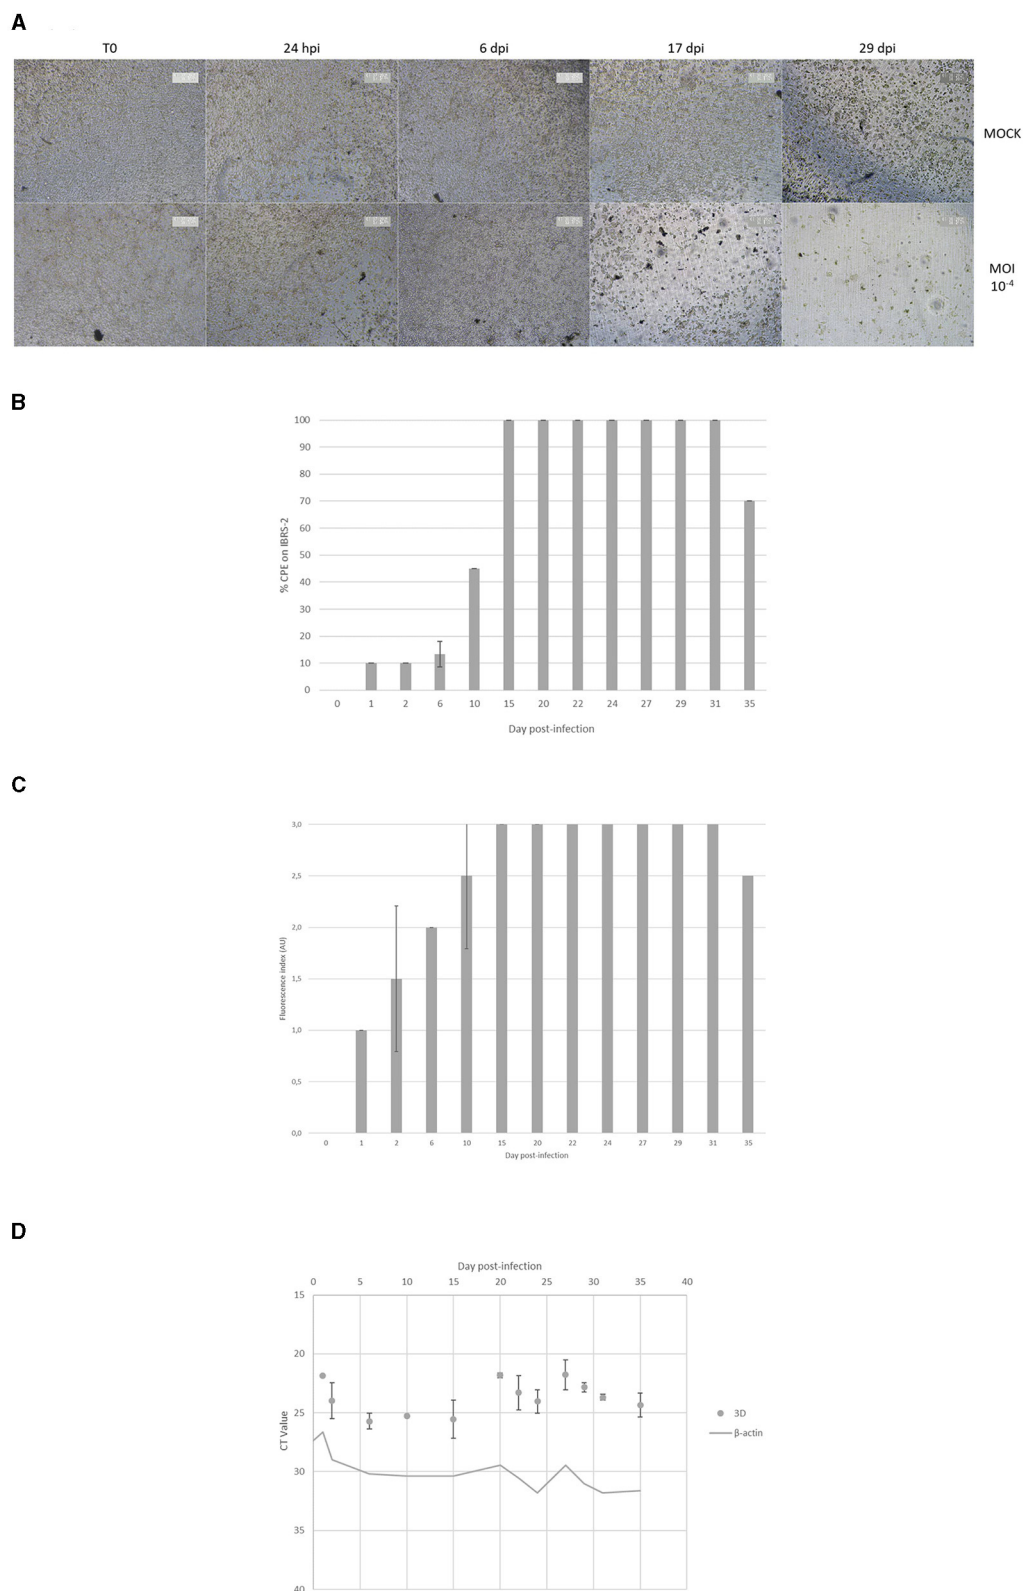 A
T0 24 hpi 6 dpi 17 dpi 29 dpi
MOCK
MOI
10⁻⁴
B
100
90
80
70
60
50
40
30
20
10
0
% CPE on IBRS-2
0 1 2 6 10 15 20 22 24 27 29 31 35
Day post-infection
C
3,0
2,5
2,0
1,5
1,0
0,5
0,0
Fluorescence index (AU)
0 1 2 6 10 15 20 22 24 27 29 31 35
Day post-infection
D
Day post-infection
0 5 10 15 20 25 30 35 40
15
20
25
30
35
40
CT Value
3D
β-actin